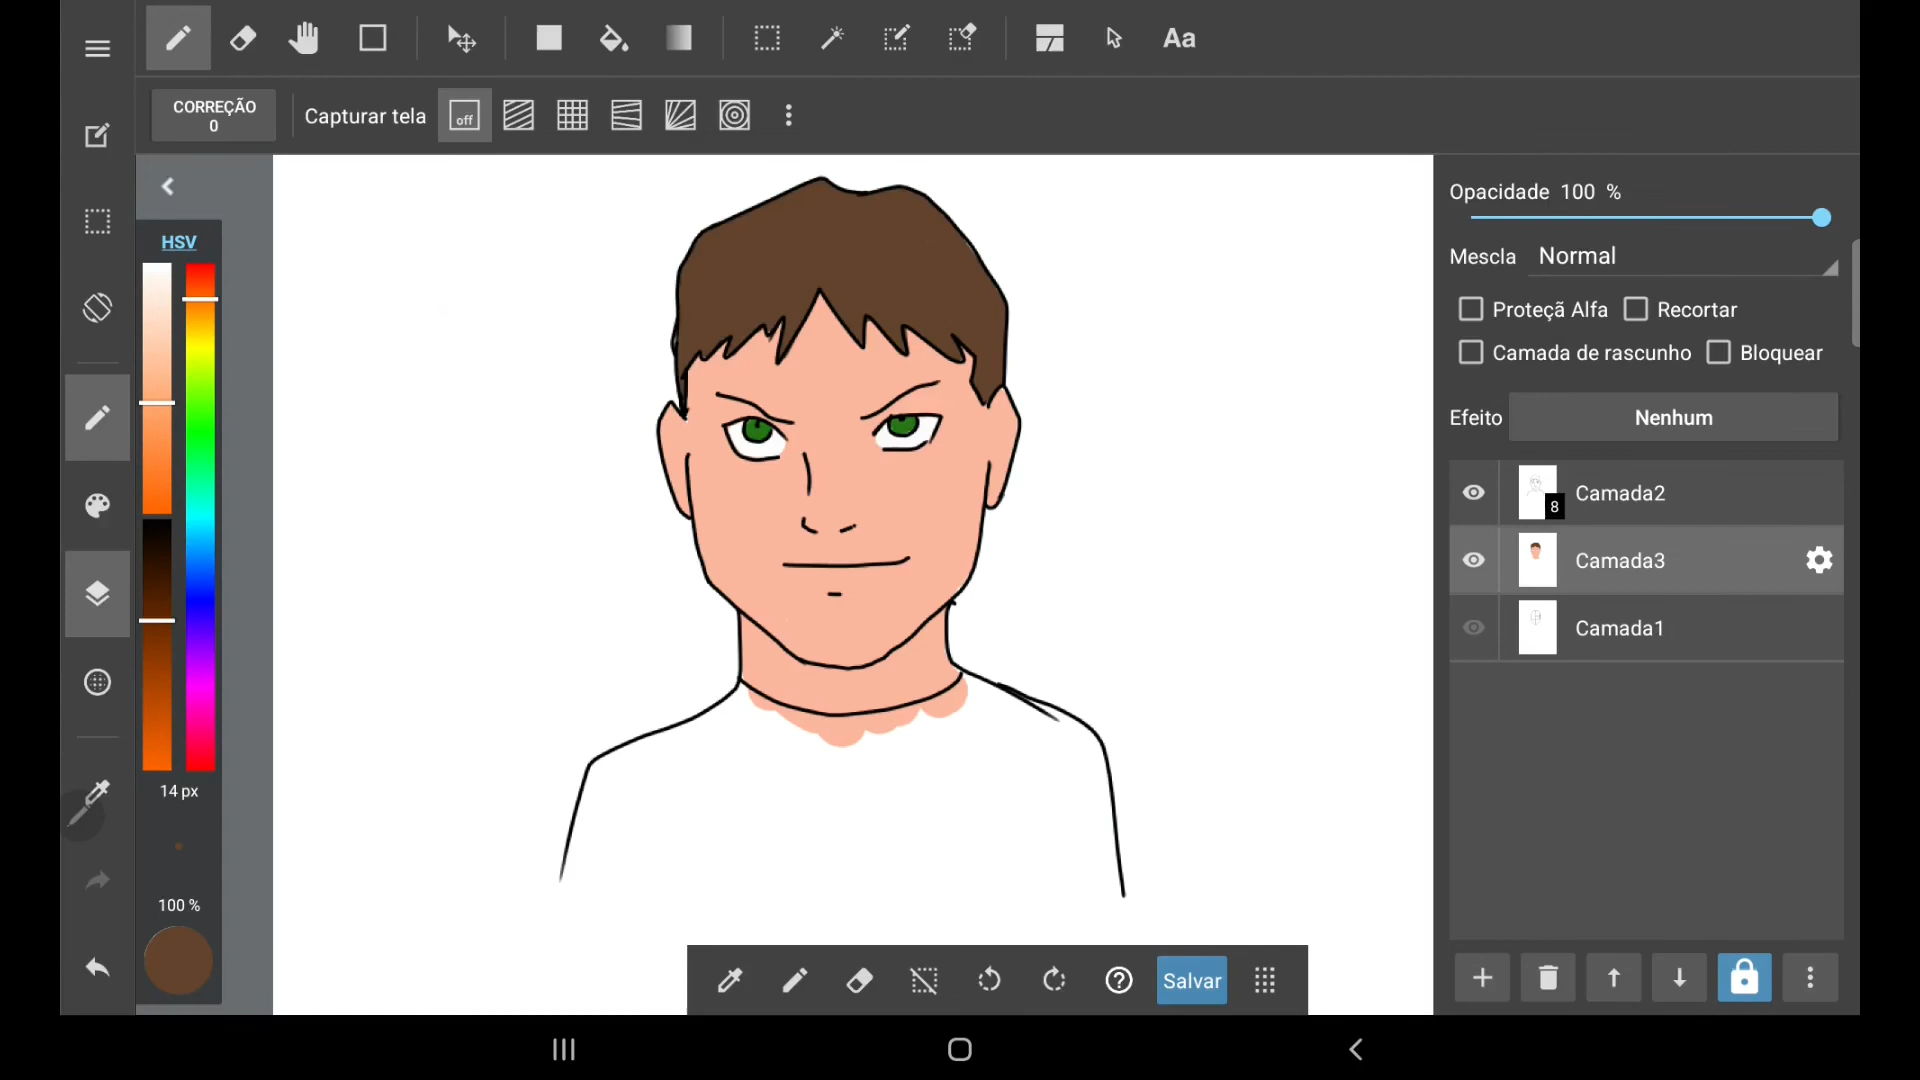 Aa
CORREÇÃO
0
Capturar tela
off
HSV
14 px
100 %
Opacidade 100 %
Mescla Normal
Proteçã Alfa
Recortar
Camada de rascunho
Bloquear
Efeito Nenhum
8
Camada2
Camada3
Camada1
Salvar